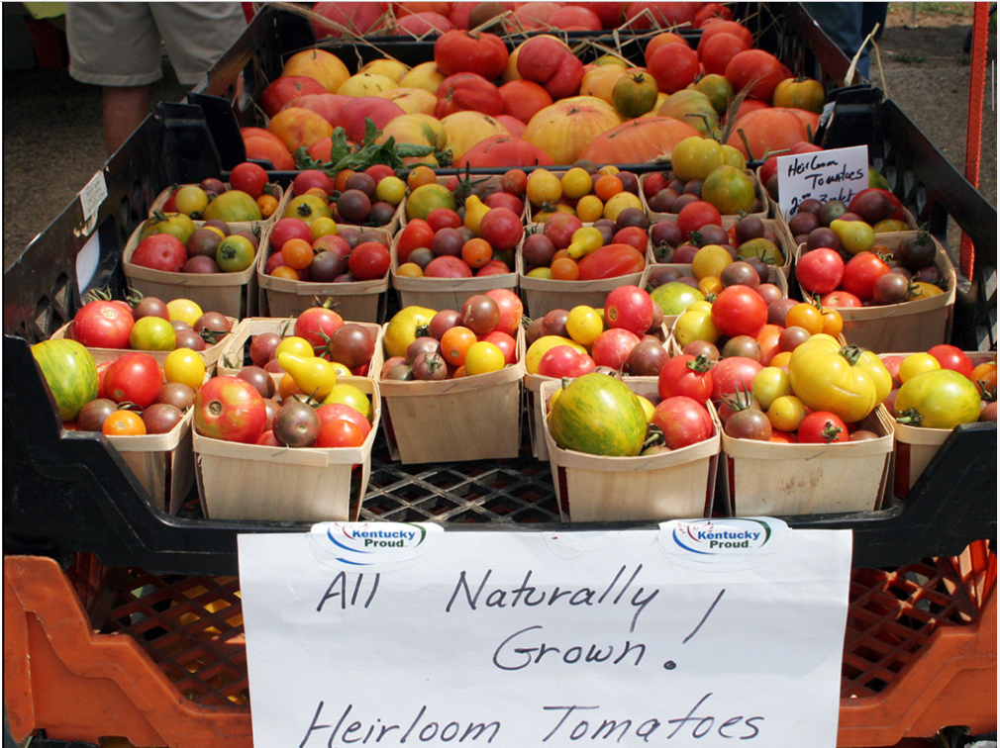 Heirloom
Tomatoes
Kentucky
Proud
Kentucky
Proud
All Naturally
Grown!
Heirloom Tomatoes